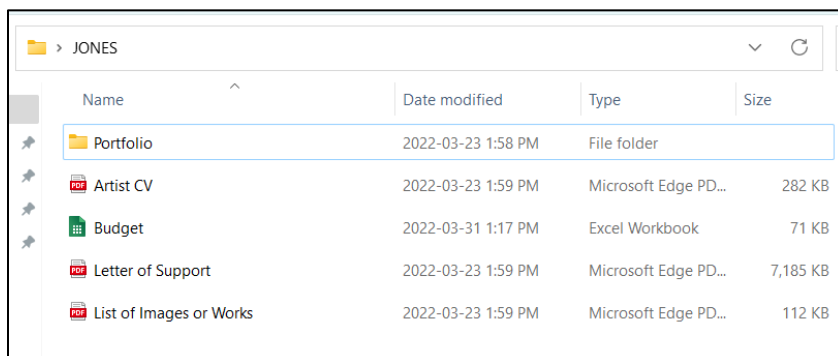 JONES
Name Date modified Type Size
Portfolio 2022-03-23 1:58 PM File folder
PDF Artist CV 2022-03-23 1:59 PM Microsoft Edge PD... 282 KB
Budget 2022-03-31 1:17 PM Excel Workbook 71 KB
PDF Letter of Support 2022-03-23 1:59 PM Microsoft Edge PD... 7,185 KB
PDF List of Images or Works 2022-03-23 1:59 PM Microsoft Edge PD... 112 KB